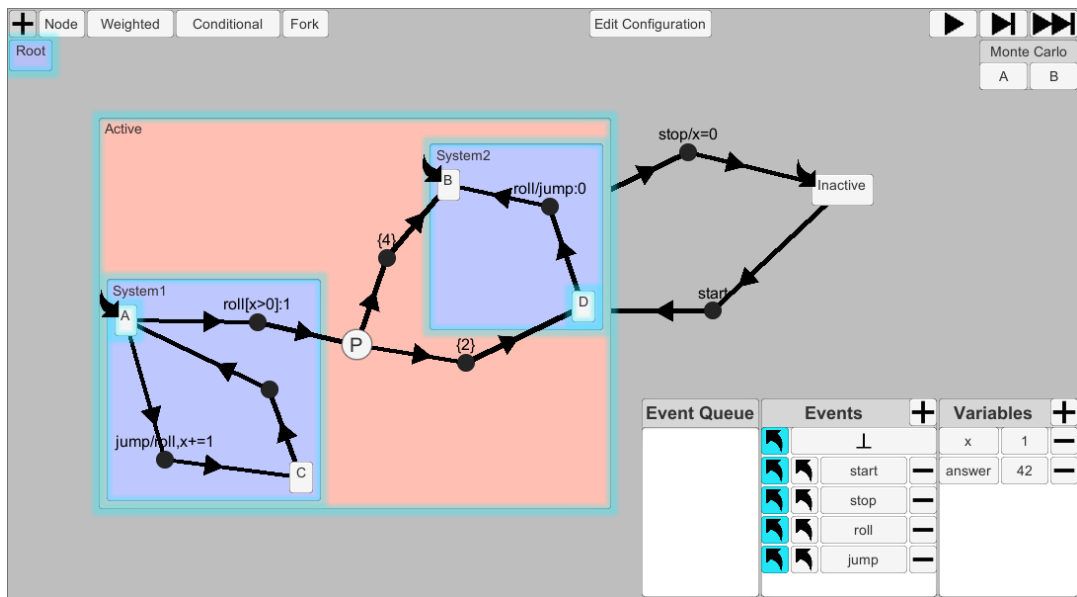 Node Weighted Conditional Fork Edit Configuration
Root
Monte Carlo
A B
Active
stop/x=0
System2
B
roll/jump:0
Inactive
{4}
System1
A
roll[x>0]:1
D
start
P
{2}
jump/roll,x+=1
C
Event Queue Events Variables
⊥ x 1
start answer 42
stop
roll
jump